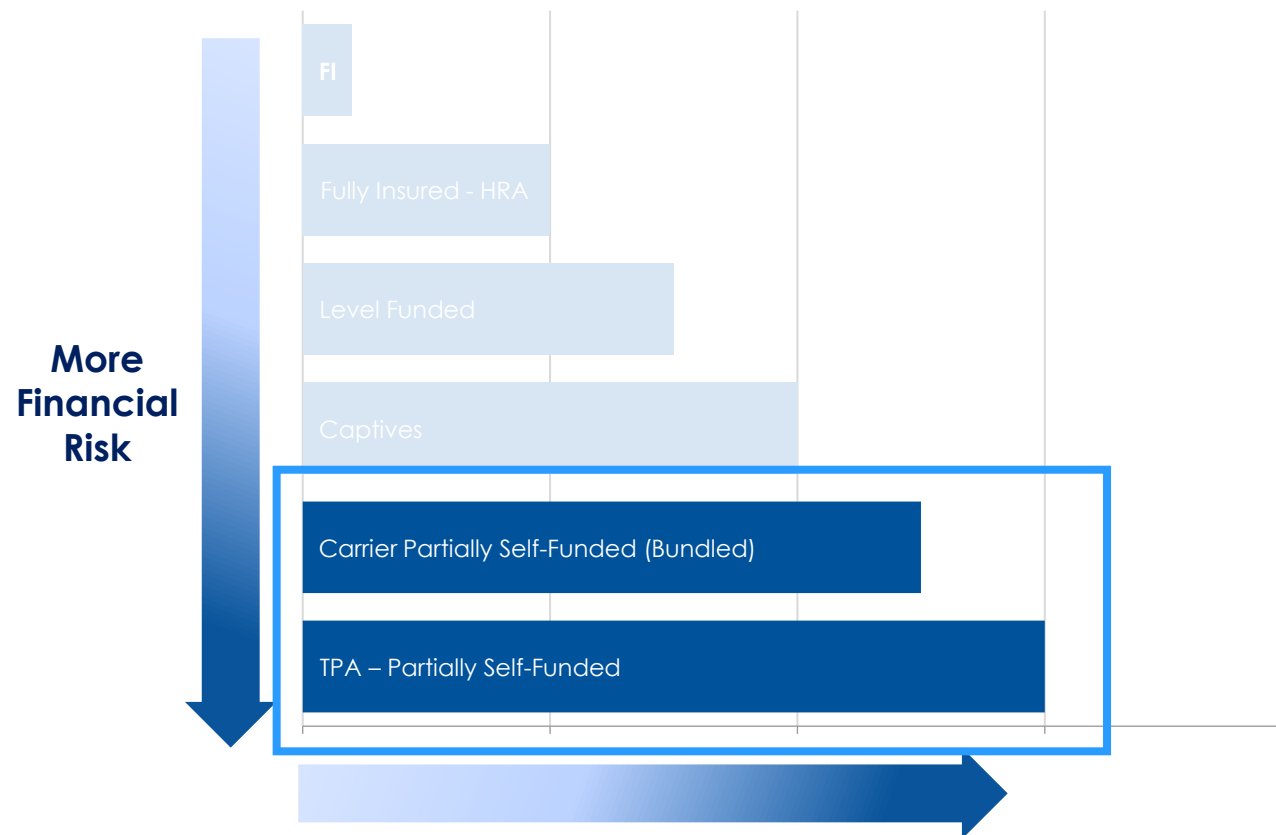 FI
Fully Insured - HRA
Level Funded
More
Financial
Risk
Captives
Carrier Partially Self-Funded (Bundled)
TPA – Partially Self-Funded